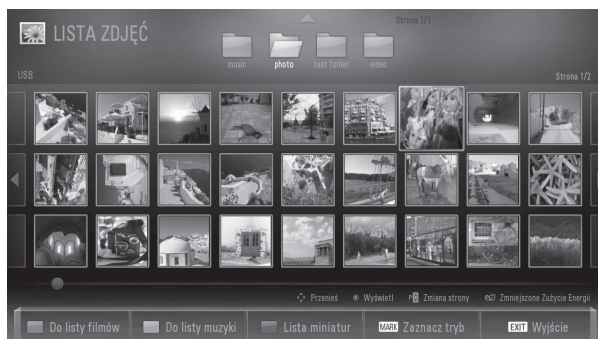 LISTA ZDJĘĆ
Strona 1/1
music photo test folder video
USB
Strona 1/2
Przenieś Wyświetl P Zmiana strony Zmniejszone Zużycie Energii
Do listy filmów Do listy muzyki Lista miniatur MARK Zaznacz tryb EXIT Wyjście